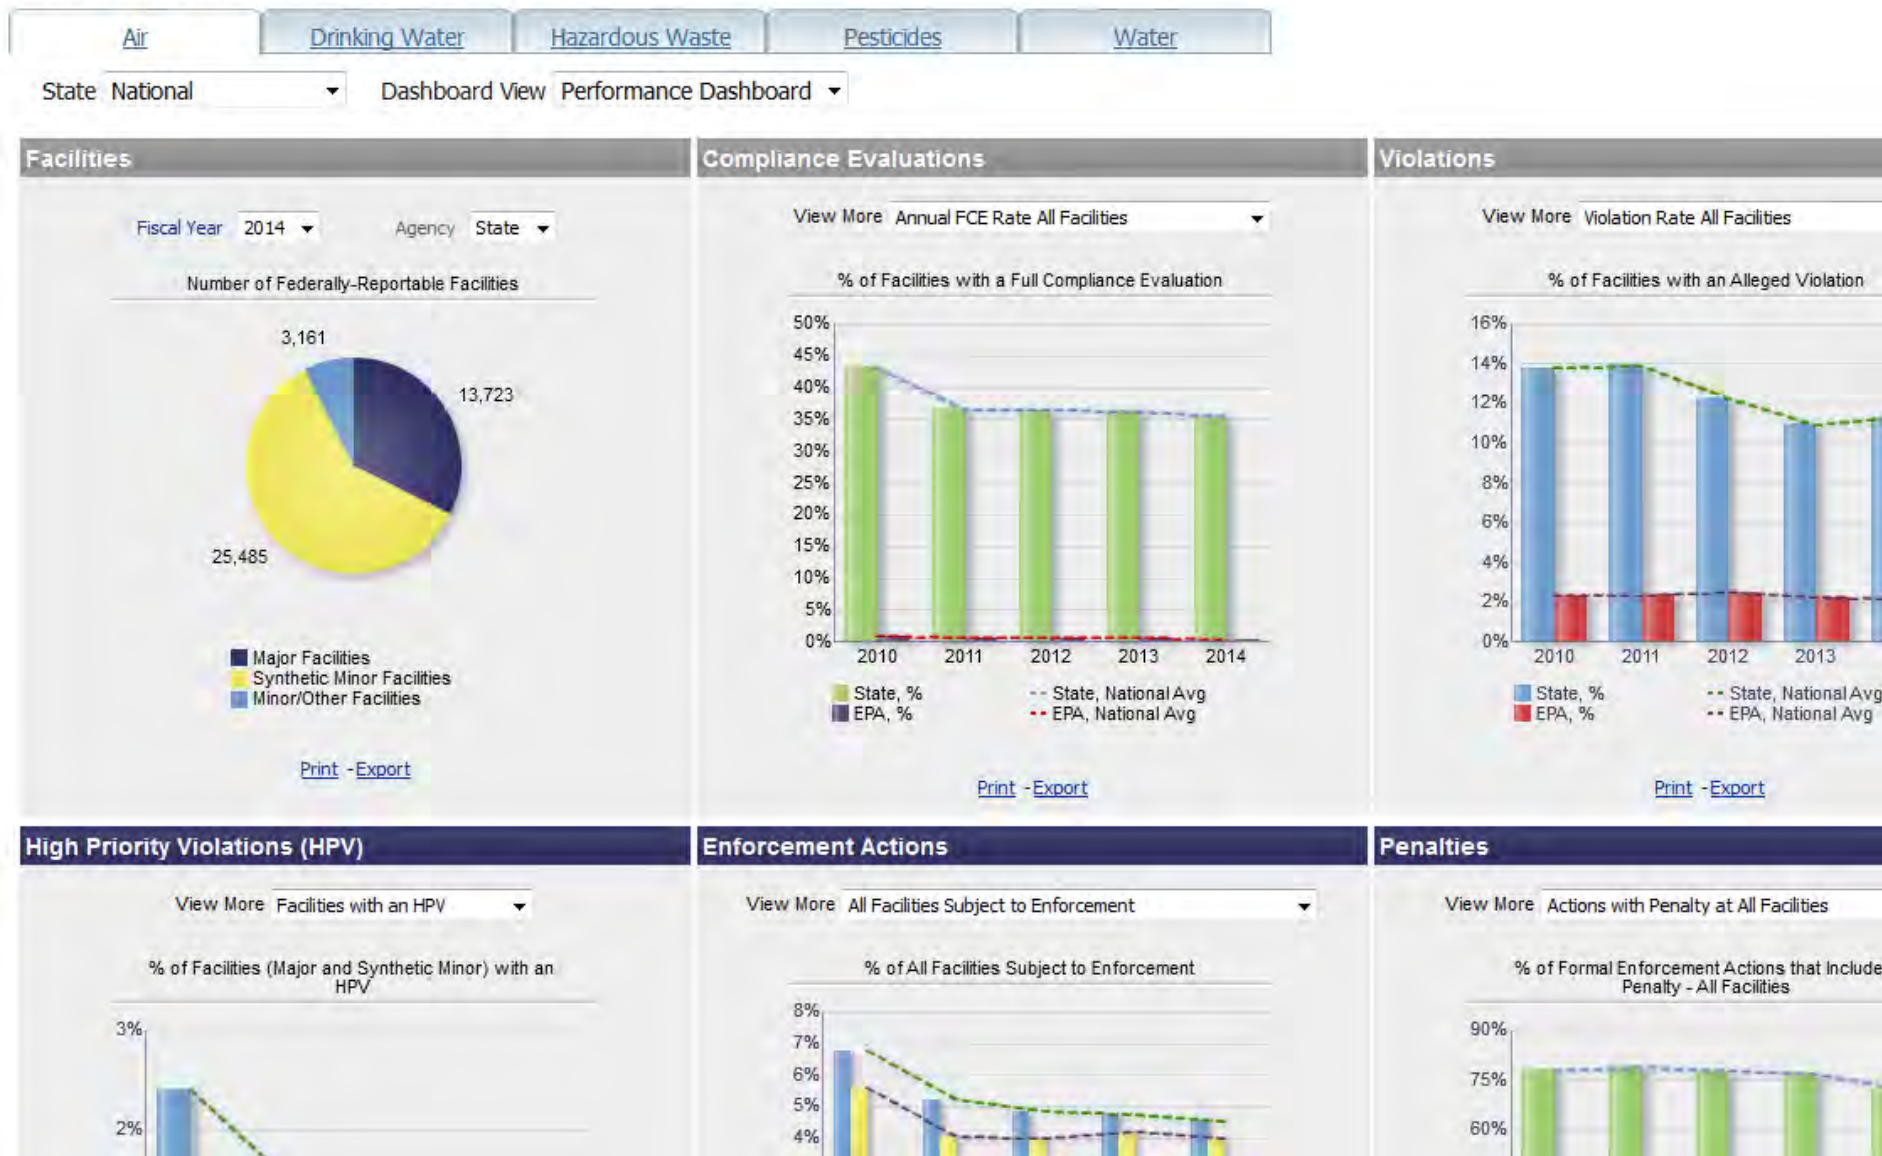 Air
Drinking Water
Hazardous Waste
Pesticides
Water
State National
Dashboard View Performance Dashboard
Facilities
Fiscal Year 2014
Agency State
Number of Federally-Reportable Facilities
3,161
13,723
25,485
Major Facilities
Synthetic Minor Facilities
Minor/Other Facilities
Print - Export
Compliance Evaluations
View More Annual FCE Rate All Facilities
% of Facilities with a Full Compliance Evaluation
50%
45%
40%
35%
30%
25%
20%
15%
10%
5%
0%
2010 2011 2012 2013 2014
State, % State, National Avg
EPA, % EPA, National Avg
Print - Export
Violations
View More Violation Rate All Facilities
% of Facilities with an Alleged Violation
16%
14%
12%
10%
8%
6%
4%
2%
0%
2010 2011 2012 2013
State, % State, National Avg
EPA, % EPA, National Avg
Print - Export
High Priority Violations (HPV)
View More Facilities with an HPV
% of Facilities (Major and Synthetic Minor) with an
HPV
3%
2%
Enforcement Actions
View More All Facilities Subject to Enforcement
% of All Facilities Subject to Enforcement
8%
7%
6%
5%
4%
Penalties
View More Actions with Penalty at All Facilities
% of Formal Enforcement Actions that Include
Penalty - All Facilities
90%
75%
60%